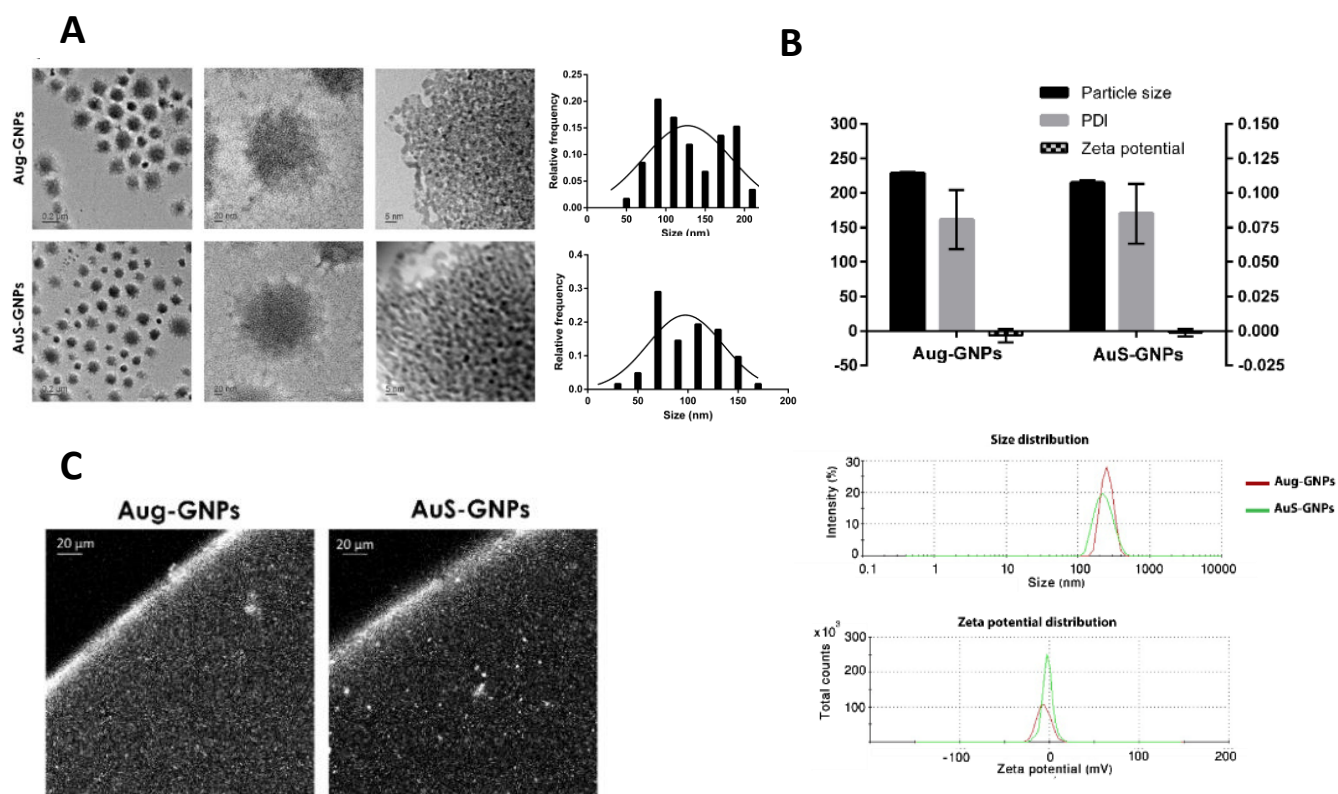 A
Aug-GNPs
0.2 μm
20 nm
5 nm
Relative frequency
0.25
0.20
0.15
0.10
0.05
0.00
0 50 100 150 200
Size (nm)
AuS-GNPs
0.2 μm
20 nm
5 nm
Relative frequency
0.4
0.3
0.2
0.1
0.0
0 50 100 150 200
Size (nm)
B
Particle size
PDI
Zeta potential
300
250
200
150
100
50
0
-50
0.150
0.125
0.100
0.075
0.050
0.025
0.000
-0.025
Aug-GNPs AuS-GNPs
Size distribution
Intensity (%)
30
20
10
0
0.1 1 10 100 1000 10000
Size (nm)
Aug-GNPs
AuS-GNPs
Zeta potential distribution
x10³
Total counts
300
200
100
-100 0 100 200
Zeta potential (mV)
C
Aug-GNPs
20 μm
AuS-GNPs
20 μm